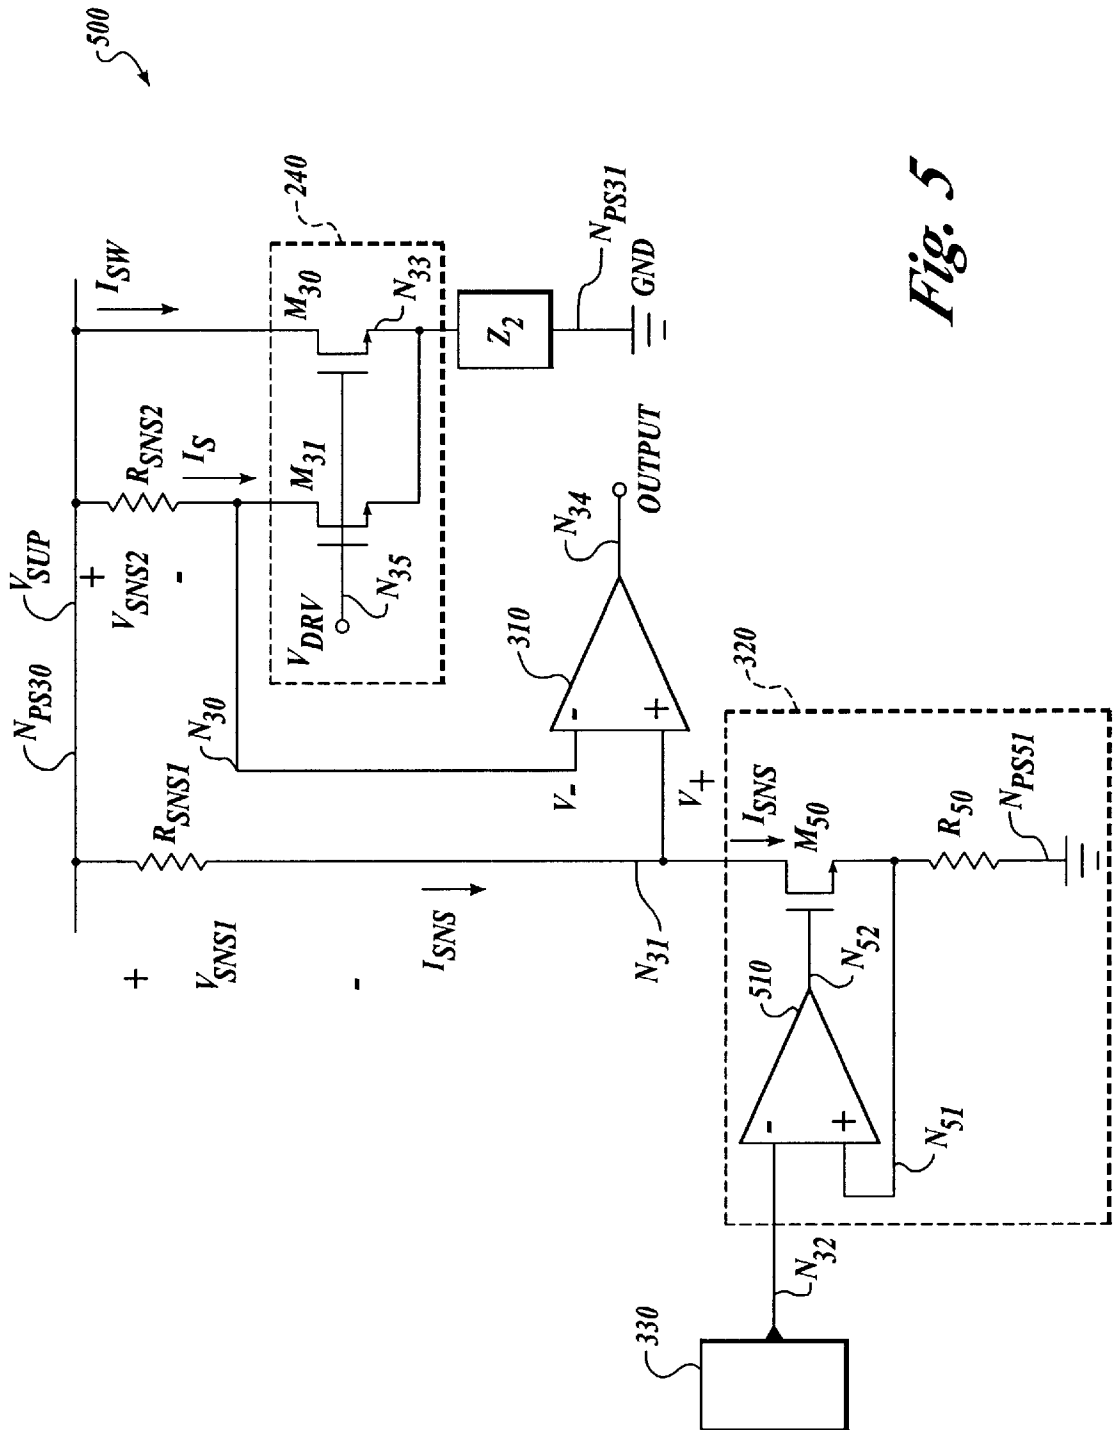 500
N_PS30
V_SUP
I_SW
+
V_SNS2
-
R_SNS2
I_S
240
M_30
M_31
N_33
V_DRV
N_35
Z_2
N_PS31
GND
+
V_SNS1
-
R_SNS1
I_SNS
N_30
N_31
V_-
V_+
310
-
+
N_34
OUTPUT
320
I_SNS
M_50
510
-
+
N_52
N_51
R_50
N_PS51
330
N_32
Fig. 5